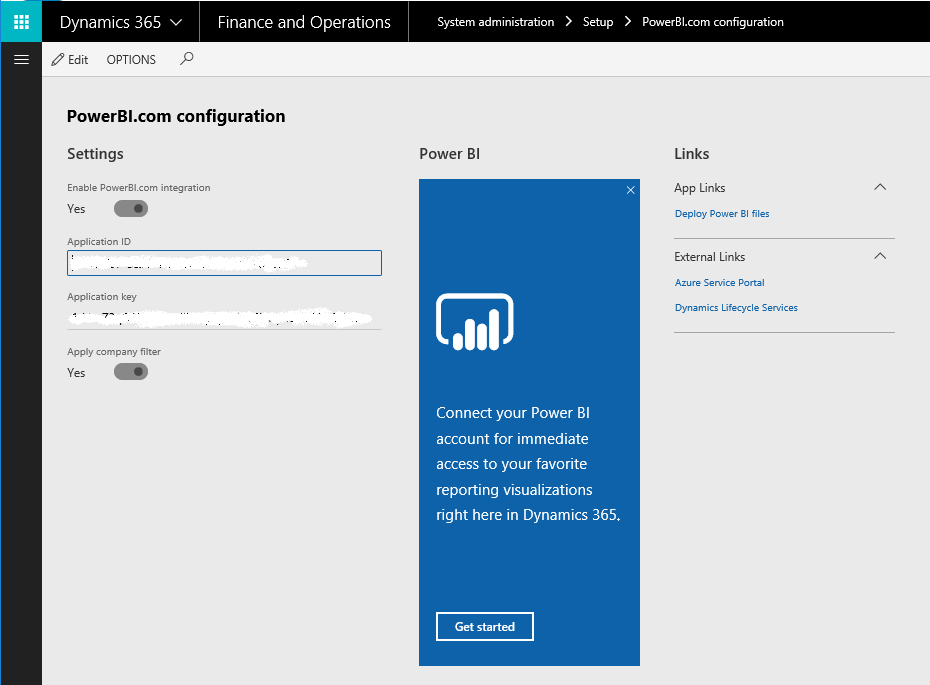 Dynamics 365
Finance and Operations
System administration > Setup > PowerBI.com configuration
Edit
OPTIONS
PowerBI.com configuration
Settings
Enable PowerBI.com integration
Yes
Application ID
Application key
Apply company filter
Yes
Power BI
Connect your Power BI
account for immediate
access to your favorite
reporting visualizations
right here in Dynamics 365.
Get started
Links
App Links
Deploy Power BI files
External Links
Azure Service Portal
Dynamics Lifecycle Services